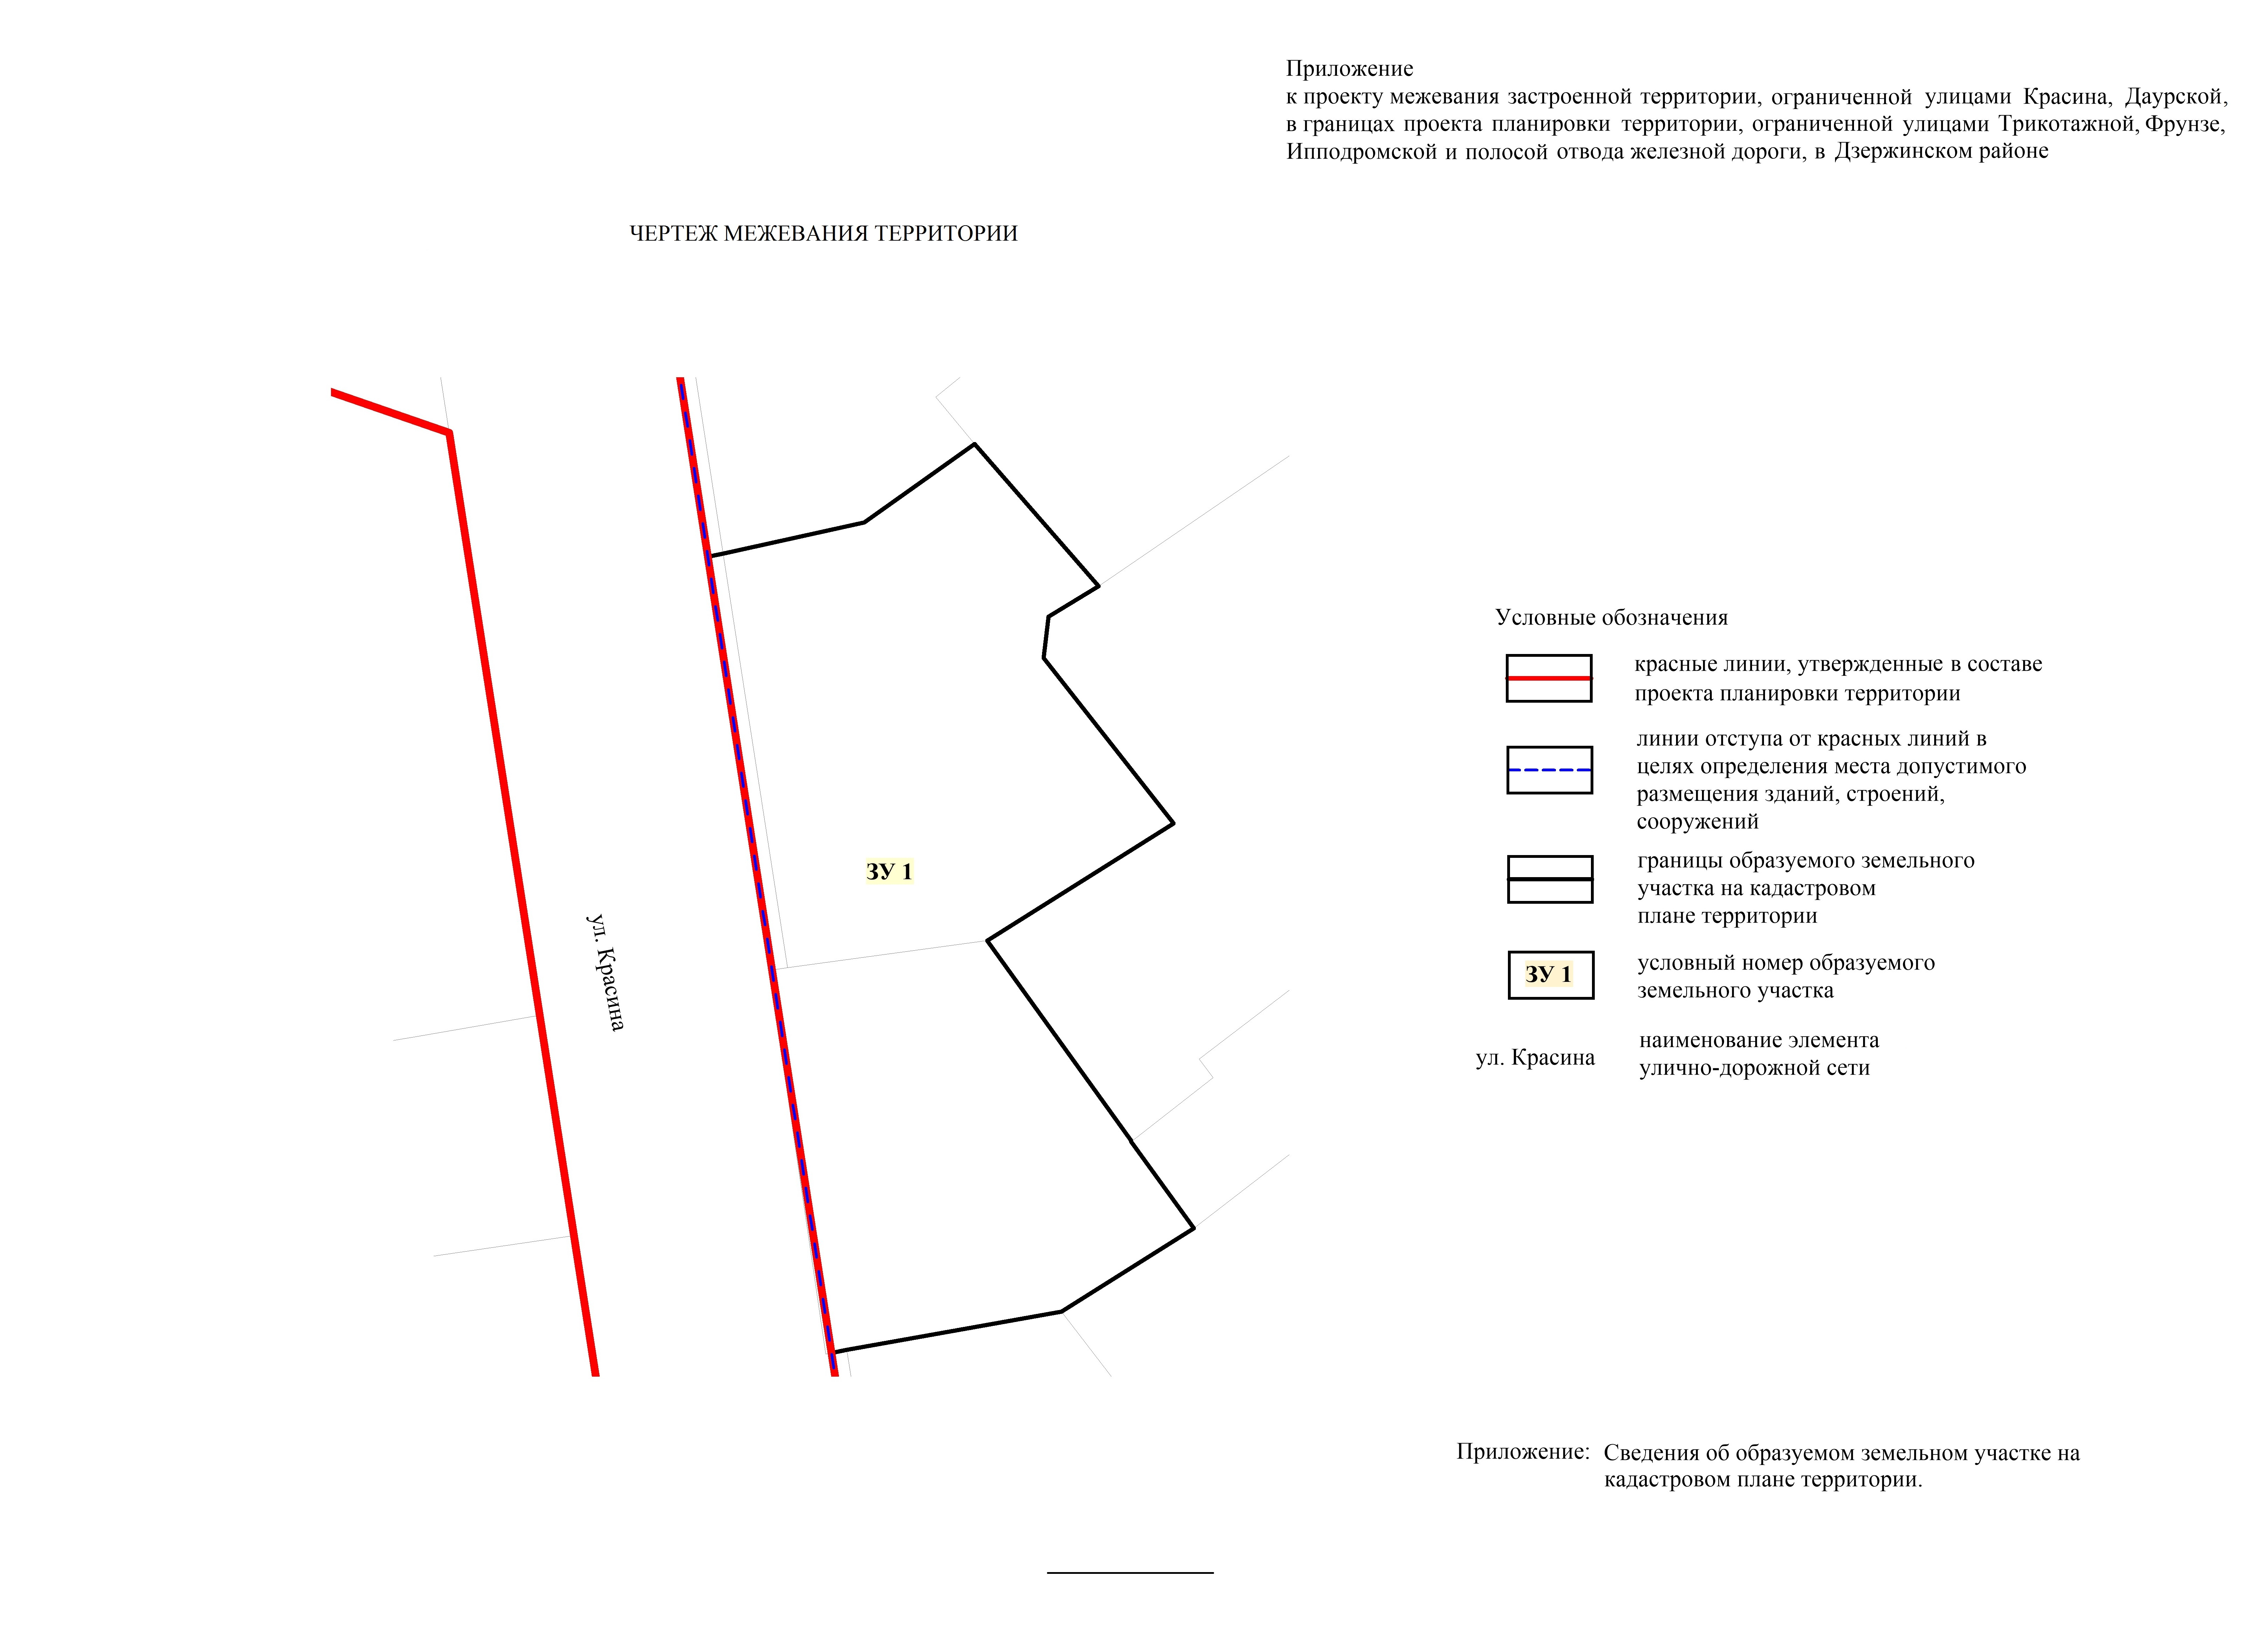 Приложение
к проекту межевания застроенной территории, ограниченной улицами Красина, Даурской,
в границах проекта планировки территории, ограниченной улицами Трикотажной, Фрунзе,
Ипподромской и полосой отвода железной дороги, в Дзержинском районе
ЧЕРТЕЖ МЕЖЕВАНИЯ ТЕРРИТОРИИ
ЗУ 1
ул. Красина
Условные обозначения
красные линии, утвержденные в составе
проекта планировки территории
линии отступа от красных линий в
целях определения места допустимого
размещения зданий, строений,
сооружений
границы образуемого земельного
участка на кадастровом
плане территории
ЗУ 1
условный номер образуемого
земельного участка
ул. Красина
наименование элемента
улично-дорожной сети
Приложение: Сведения об образуемом земельном участке на
кадастровом плане территории.